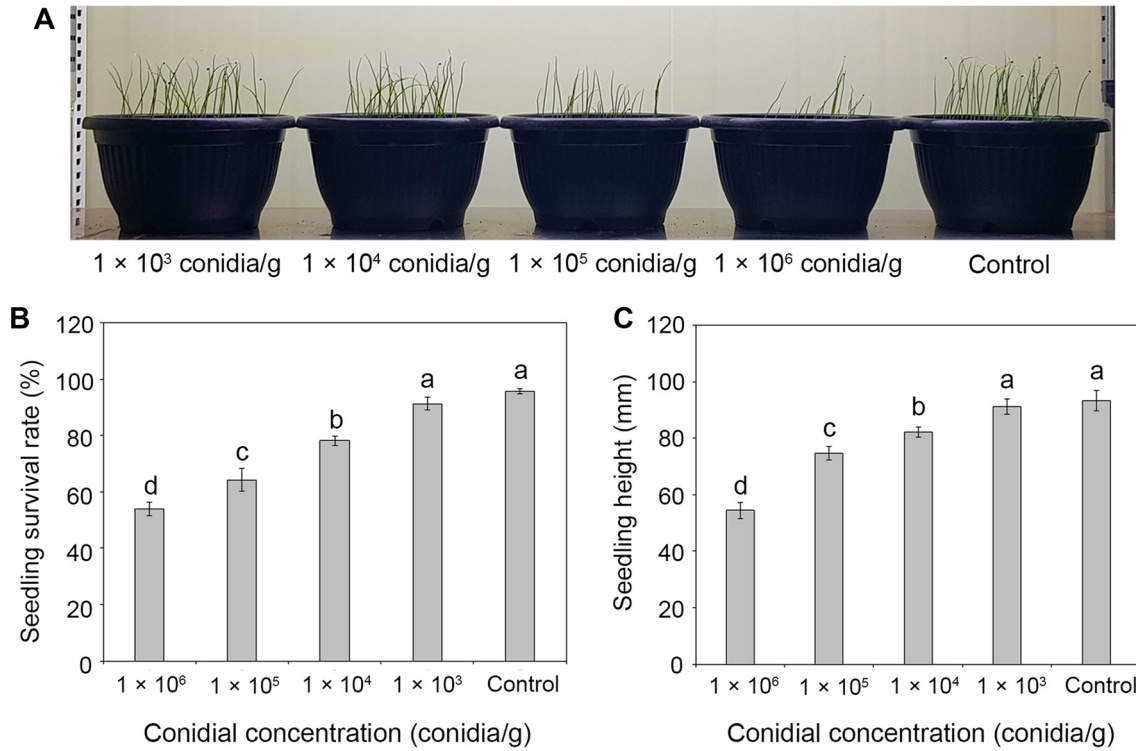 A
1 × 10³ conidia/g 1 × 10⁴ conidia/g 1 × 10⁵ conidia/g 1 × 10⁶ conidia/g Control
B
120
100
80
60
40
20
0
Seedling survival rate (%)
d
c
b
a
a
1 × 10⁶ 1 × 10⁵ 1 × 10⁴ 1 × 10³ Control
Conidial concentration (conidia/g)
C
120
100
80
60
40
20
0
Seedling height (mm)
d
c
b
a
a
1 × 10⁶ 1 × 10⁵ 1 × 10⁴ 1 × 10³ Control
Conidial concentration (conidia/g)